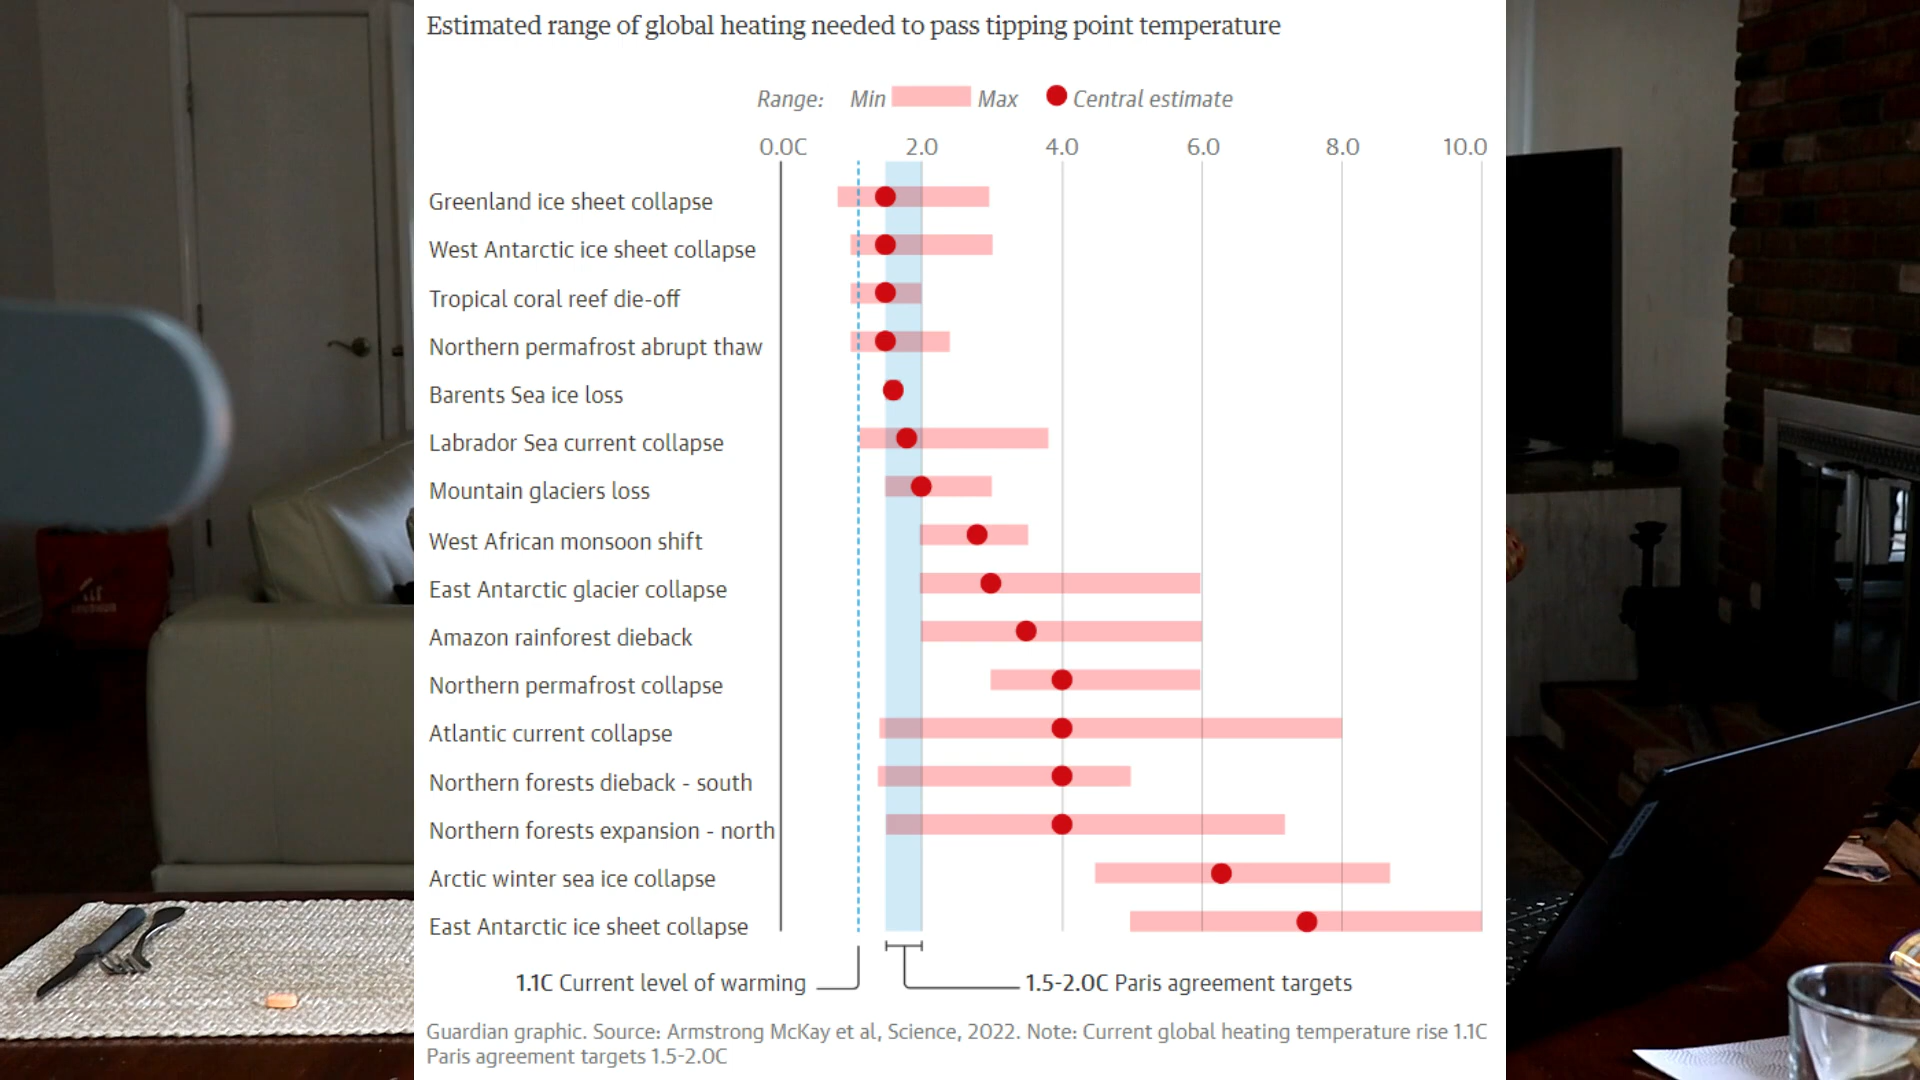 Estimated range of global heating needed to pass tipping point temperature
Range: Min Max Central estimate
0.0C 2.0 4.0 6.0 8.0 10.0
Greenland ice sheet collapse
West Antarctic ice sheet collapse
Tropical coral reef die-off
Northern permafrost abrupt thaw
Barents Sea ice loss
Labrador Sea current collapse
Mountain glaciers loss
West African monsoon shift
East Antarctic glacier collapse
Amazon rainforest dieback
Northern permafrost collapse
Atlantic current collapse
Northern forests dieback - south
Northern forests expansion - north
Arctic winter sea ice collapse
East Antarctic ice sheet collapse
1.1C Current level of warming
1.5-2.0C Paris agreement targets
Guardian graphic. Source: Armstrong McKay et al, Science, 2022. Note: Current global heating temperature rise 1.1C
Paris agreement targets 1.5-2.0C